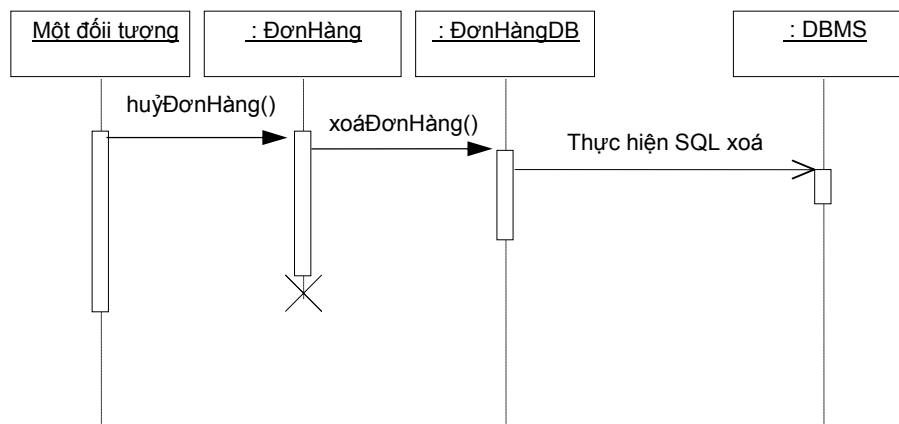 Một đốii tượng
: ĐơnHàng
: ĐơnHàngDB
: DBMS
huỷĐơnHàng()
xoáĐơnHàng()
Thực hiện SQL xoá